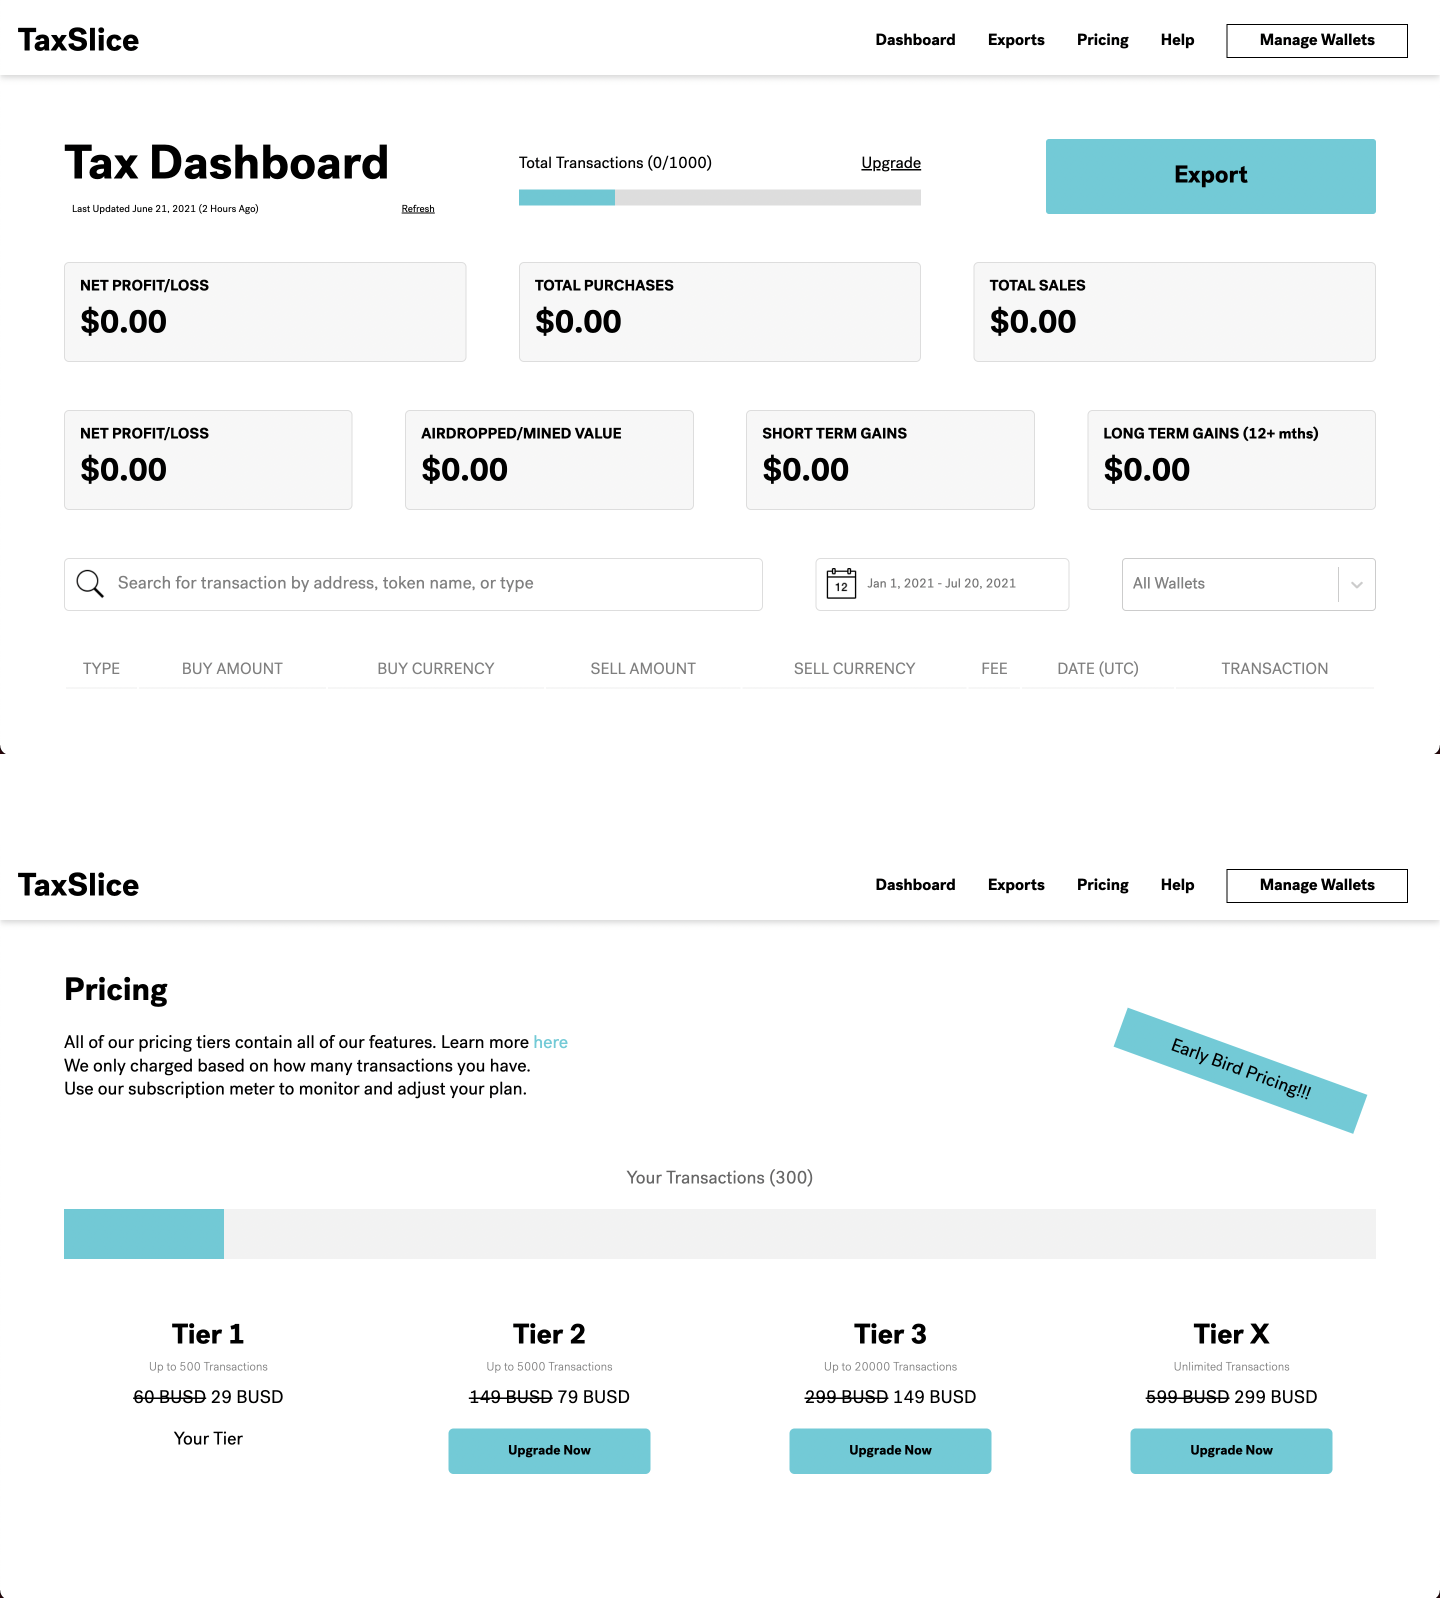 TaxSlice
Dashboard Exports Pricing Help Manage Wallets
Tax Dashboard
Total Transactions (0/1000) Upgrade
Export
Last Updated June 21, 2021 (2 Hours Ago) Refresh
NET PROFIT/LOSS
$0.00
TOTAL PURCHASES
$0.00
TOTAL SALES
$0.00
NET PROFIT/LOSS
$0.00
AIRDROPPED/MINED VALUE
$0.00
SHORT TERM GAINS
$0.00
LONG TERM GAINS (12+ mths)
$0.00
Search for transaction by address, token name, or type
12
Jan 1, 2021 - Jul 20, 2021
All Wallets
TYPE BUY AMOUNT BUY CURRENCY SELL AMOUNT SELL CURRENCY FEE DATE (UTC) TRANSACTION
TaxSlice
Dashboard Exports Pricing Help Manage Wallets
Pricing
All of our pricing tiers contain all of our features. Learn more here
We only charged based on how many transactions you have.
Use our subscription meter to monitor and adjust your plan.
Early Bird Pricing!!!
Your Transactions (300)
Tier 1
Up to 500 Transactions
60 BUSD 29 BUSD
Your Tier
Tier 2
Up to 5000 Transactions
149 BUSD 79 BUSD
Upgrade Now
Tier 3
Up to 20000 Transactions
299 BUSD 149 BUSD
Upgrade Now
Tier X
Unlimited Transactions
599 BUSD 299 BUSD
Upgrade Now